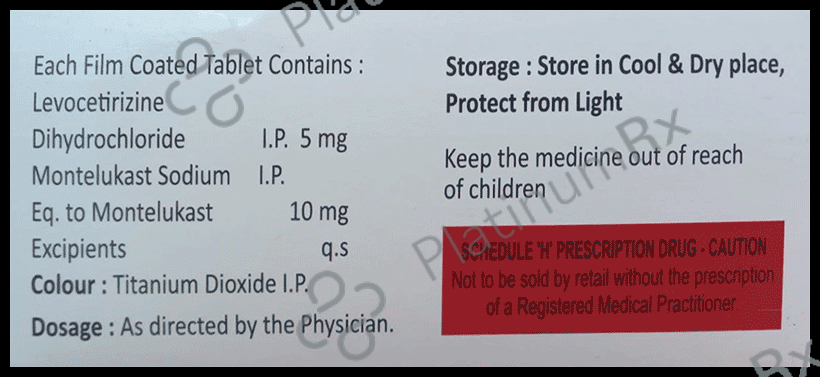 Each Film Coated Tablet Contains :
Levocetirizine
Dihydrochloride I.P. 5 mg
Montelukast Sodium I.P.
Eq. to Montelukast 10 mg
Excipients q.s
Colour : Titanium Dioxide I.P.
Dosage : As directed by the Physician.
Storage : Store in Cool & Dry place,
Protect from Light
Keep the medicine out of reach
of children
SCHEDULE 'H' PRESCRIPTION DRUG - CAUTION
Not to be sold by retail without the prescription
of a Registered Medical Practitioner
PlatinumRx
Platinum
Rx